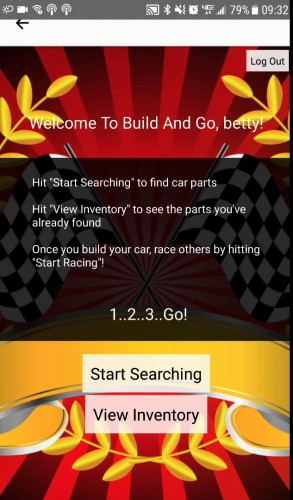 79% 09:32
Log Out
Welcome To Build And Go, betty!
Hit "Start Searching" to find car parts
Hit "View Inventory" to see the parts you've
already found
Once you build your car, race others by hitting
"Start Racing"!
1..2..3..Go!
Start Searching
View Inventory